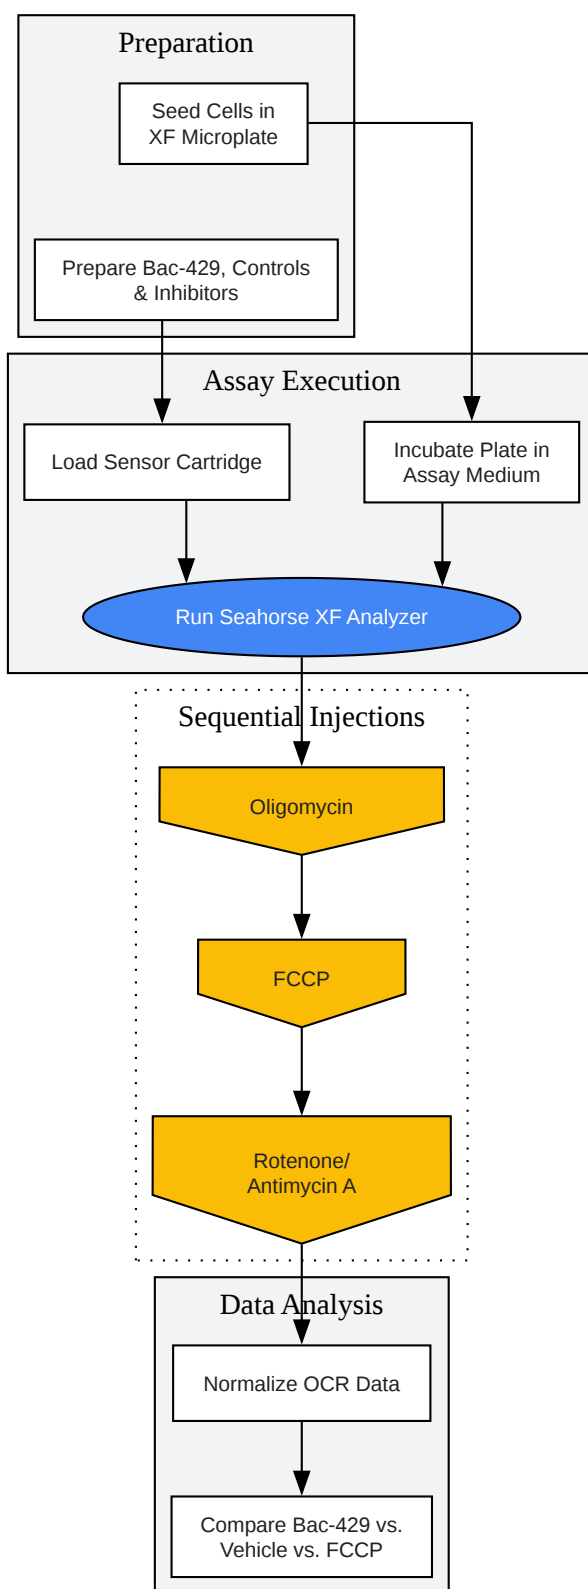 Preparation
Seed Cells in
XF Microplate
Prepare Bac-429, Controls
& Inhibitors
Assay Execution
Load Sensor Cartridge
Incubate Plate in
Assay Medium
Run Seahorse XF Analyzer
Sequential Injections
Oligomycin
FCCP
Rotenone/
Antimycin A
Data Analysis
Normalize OCR Data
Compare Bac-429 vs.
Vehicle vs. FCCP